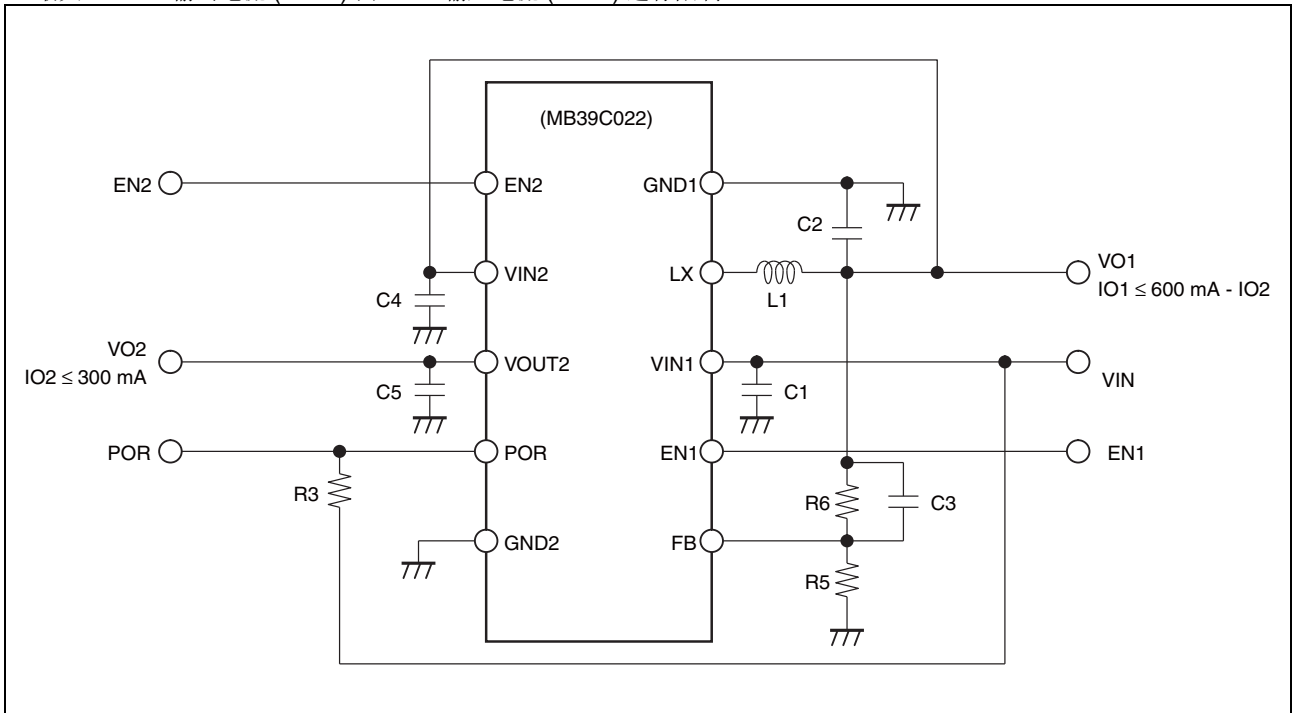 (MB39C022)
EN2 EN2 GND1
C2
VIN2 LX VO1
C4 L1 IO1 ≤ 600 mA - IO2
VO2 VOUT2 VIN1 VIN
IO2 ≤ 300 mA C5 C1
POR POR EN1 EN1
R3 R6 C3
GND2 FB
R5